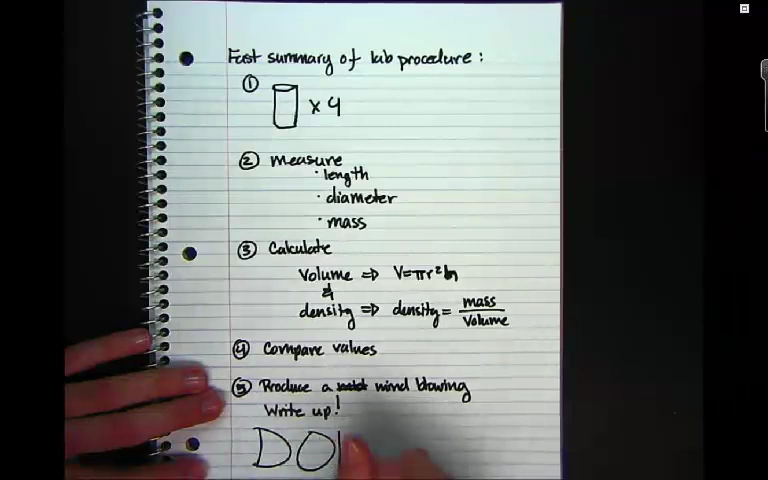 Fast summary of lab procedure:
① x 4
② measure
· length
· diameter
· mass
③ Calculate
Volume ⇒ V=πr²h
&
density ⇒ density = mass / Volume
④ Compare values
⑤ Produce a mind blowing
Write up!
DO